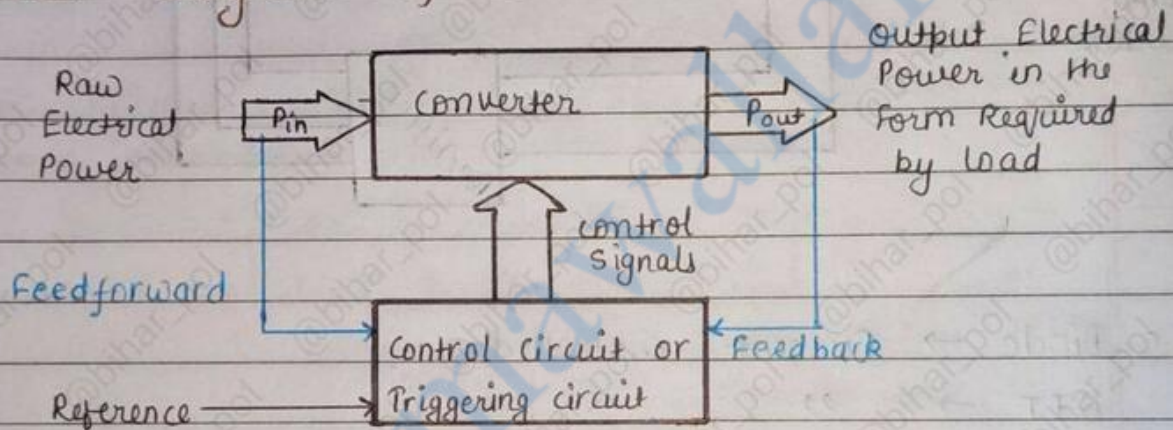 Raw
Electrical
Power
Pin
Converter
Pout
Output Electrical
Power in the
Form Required
by Load
Control
Signals
Feedforward
Control Circuit or
Triggering circuit
Feedback
Reference
@bihar_pol